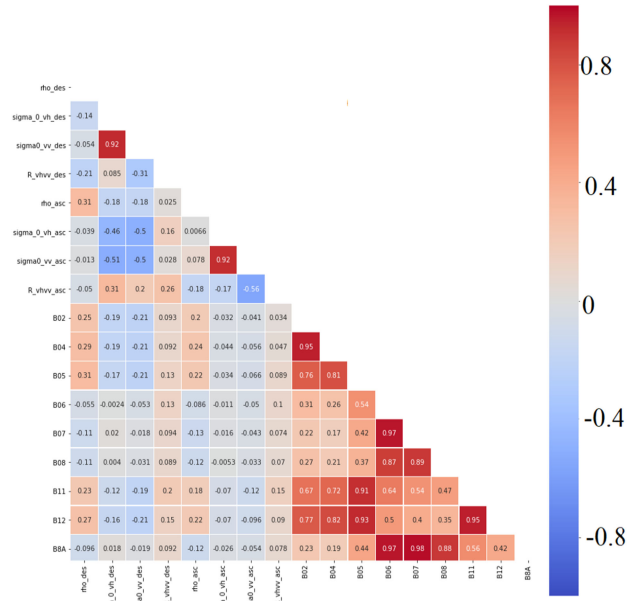 0.8
rho_des
sigma_0_vh_des -0.14
sigma0_vv_des -0.054 0.92
R_vhvv_des -0.21 0.085 -0.31
0.4
rho_asc 0.31 -0.18 -0.18 0.025
sigma_0_vh_asc -0.039 -0.46 -0.5 0.16 0.0066
sigma0_vv_asc -0.013 -0.51 -0.5 0.028 0.078 0.92
R_vhvv_asc -0.05 0.31 0.2 0.26 -0.18 -0.17 -0.56
0
B02 0.25 -0.19 -0.21 0.093 0.2 -0.032 -0.041 0.034
B04 0.29 -0.19 -0.21 0.092 0.24 -0.044 -0.056 0.047 0.95
B05 0.31 -0.17 -0.21 0.13 0.22 -0.034 -0.066 0.089 0.76 0.81
B06 -0.055 -0.0024 -0.053 0.13 -0.086 -0.011 -0.05 0.1 0.31 0.26 0.54
-0.4
B07 -0.11 0.02 -0.018 0.094 -0.13 -0.016 -0.043 0.074 0.22 0.17 0.42 0.97
B08 -0.11 0.004 -0.031 0.089 -0.12 -0.0053 -0.033 0.07 0.27 0.21 0.37 0.87 0.89
B11 0.23 -0.12 -0.19 0.2 0.18 -0.07 -0.12 0.15 0.67 0.72 0.91 0.64 0.54 0.47
B12 0.27 -0.16 -0.21 0.15 0.22 -0.07 -0.096 0.09 0.77 0.82 0.93 0.5 0.4 0.35 0.95
-0.8
B8A -0.096 0.018 -0.019 0.092 -0.12 -0.026 -0.054 0.078 0.23 0.19 0.44 0.97 0.98 0.88 0.56 0.42
rho_des _0_vh_des a0_vv_des _vhvv_des rho_asc _0_vh_asc a0_vv_asc _vhvv_asc B02 B04 B05 B06 B07 B08 B11 B12 B8A